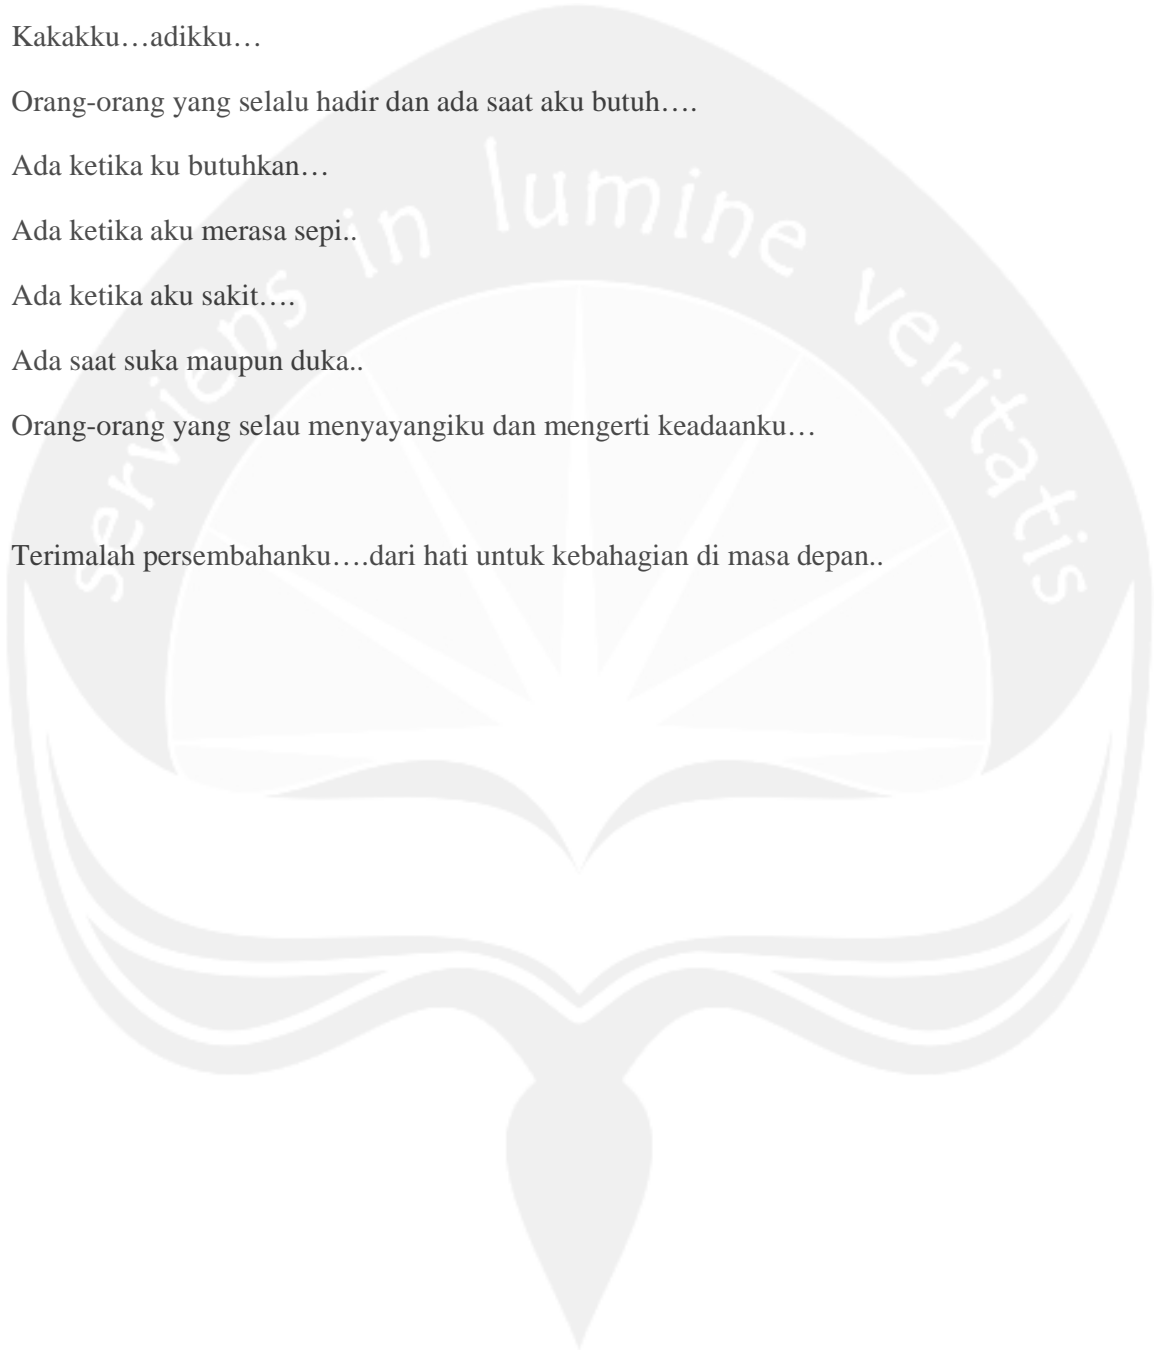 Kakakku…adikku…
Orang-orang yang selalu hadir dan ada saat aku butuh….
Ada ketika ku butuhkan…
Ada ketika aku merasa sepi..
Ada ketika aku sakit….
Ada saat suka maupun duka..
Orang-orang yang selau menyayangiku dan mengerti keadaanku…
Terimalah persembahanku….dari hati untuk kebahagian di masa depan..
serviens in lumine veritatis